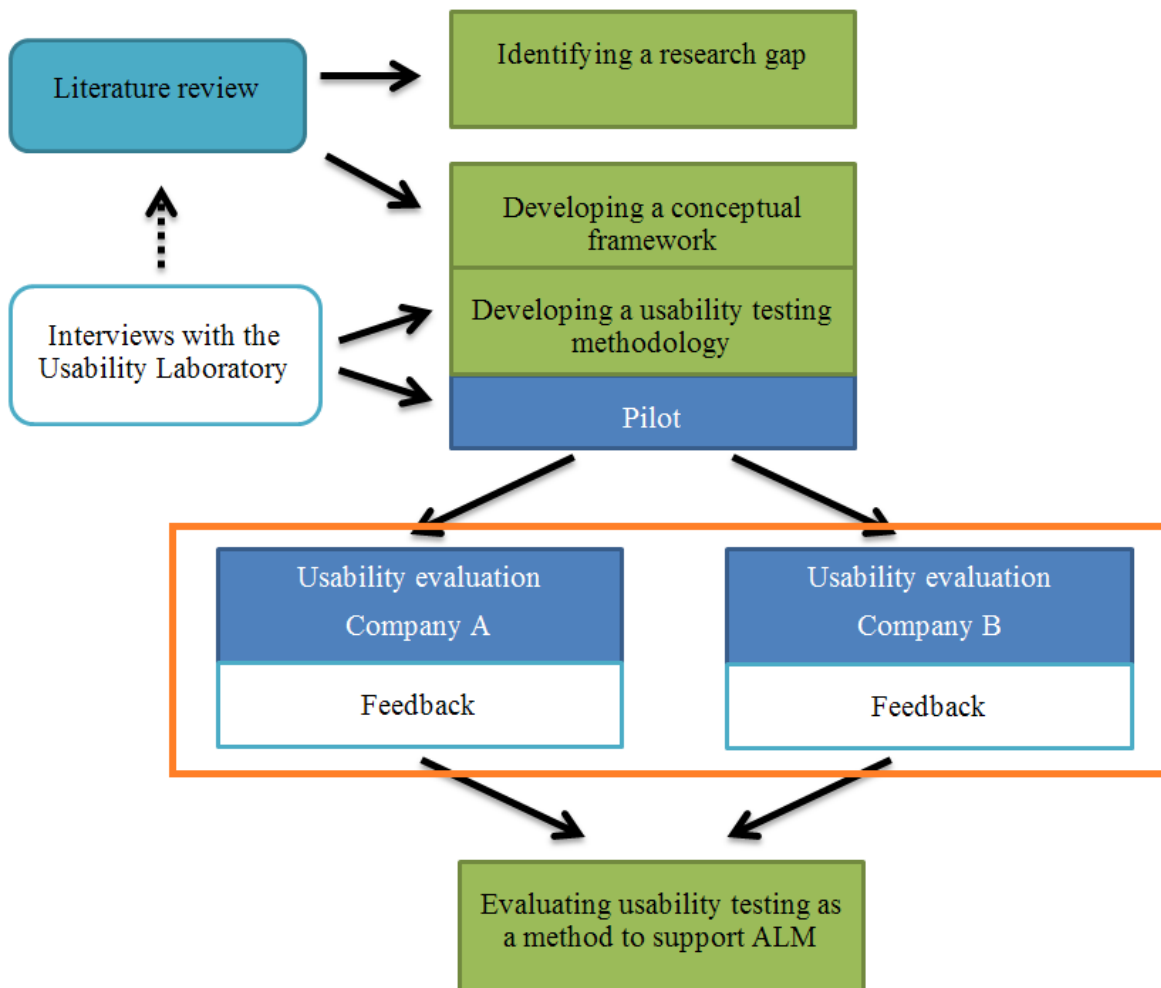 Identifying a research gap
Literature review
Developing a conceptual
framework
Interviews with the
Usability Laboratory
Developing a usability testing
methodology
Pilot
Usability evaluation
Company A
Feedback
Usability evaluation
Company B
Feedback
Evaluating usability testing as
a method to support ALM